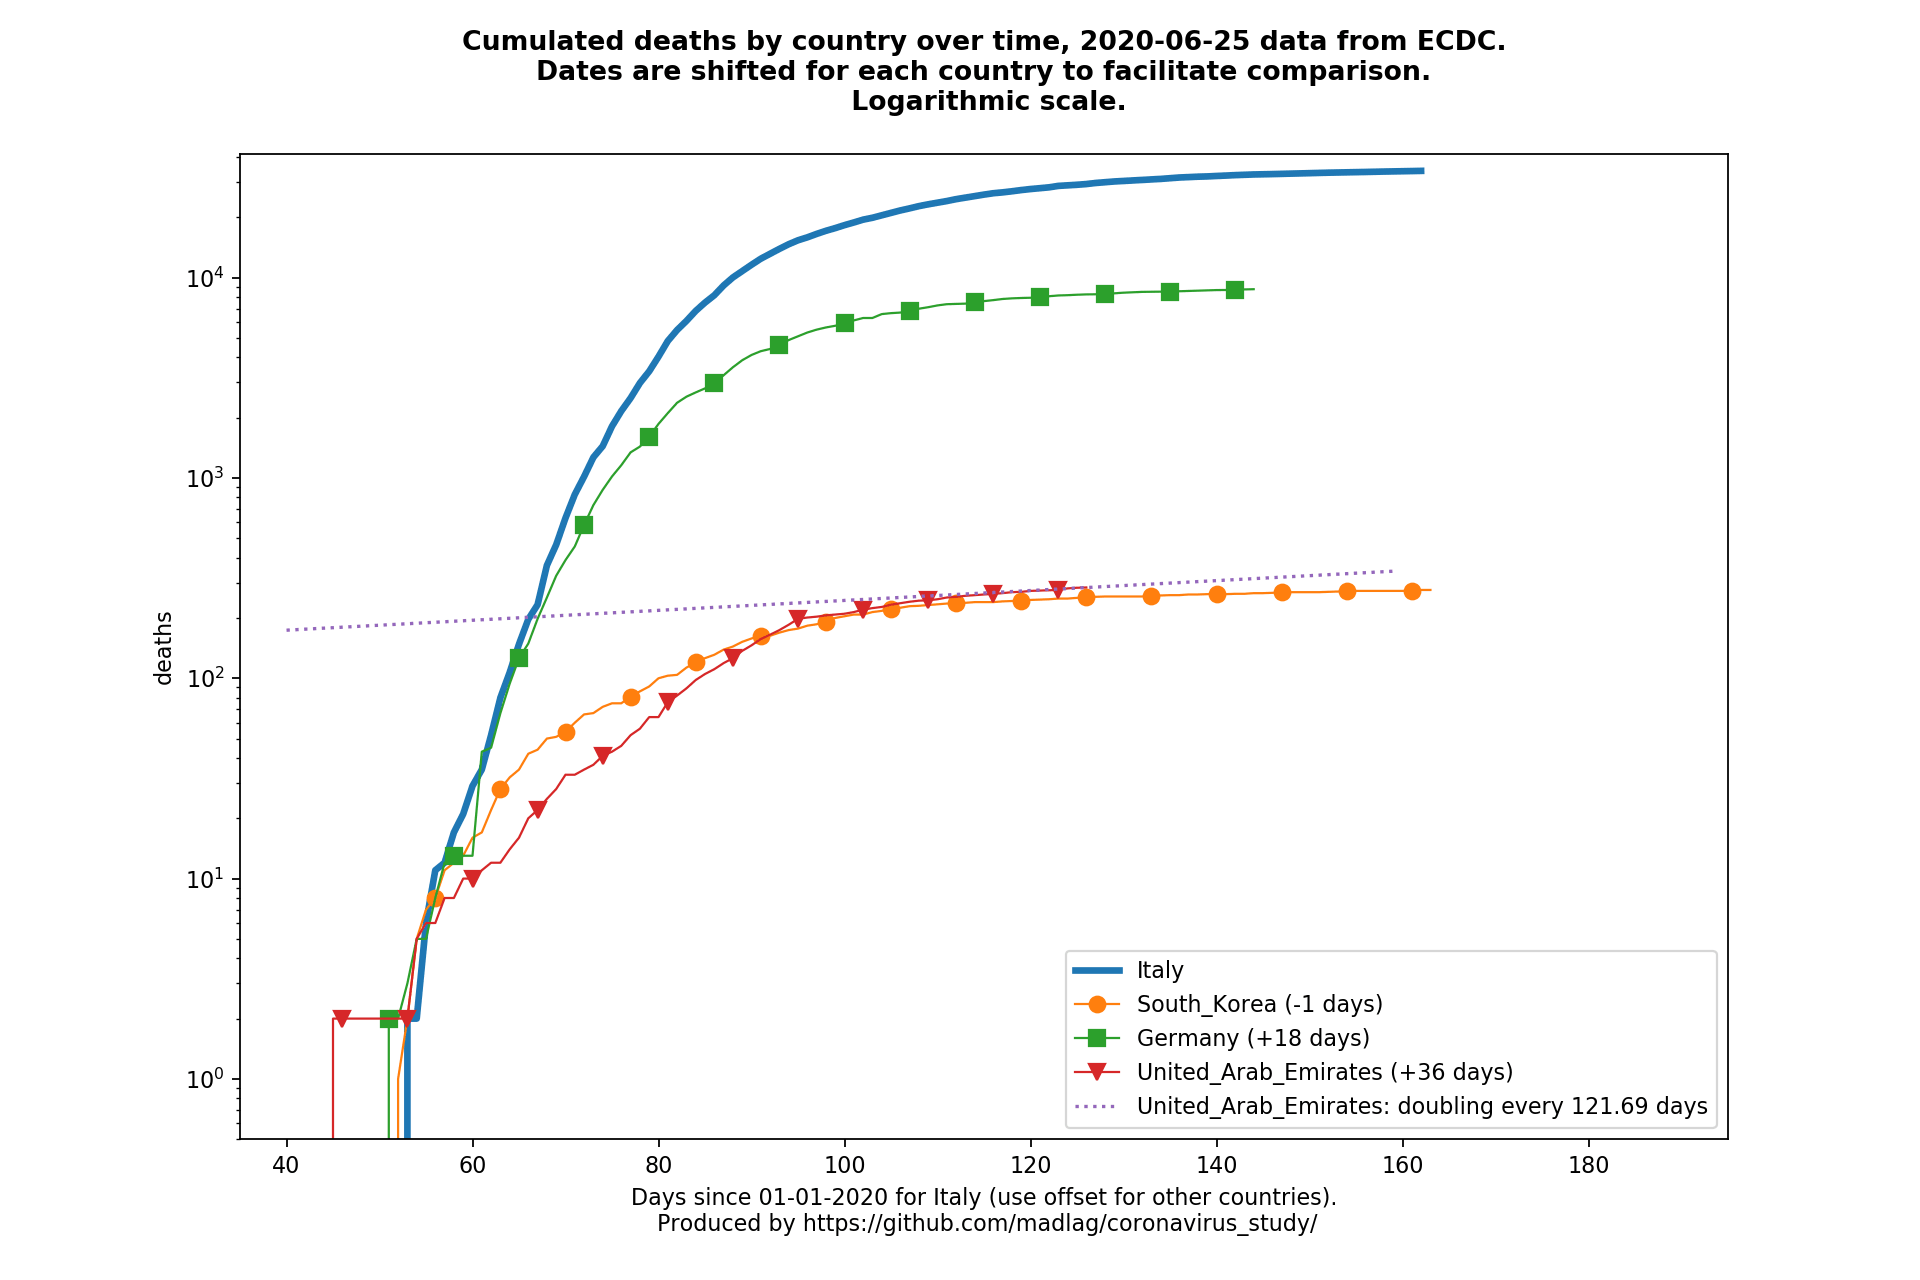 Cumulated deaths by country over time, 2020-06-25 data from ECDC.
Dates are shifted for each country to facilitate comparison.
Logarithmic scale.
10⁴
10³
10²
10¹
10⁰
deaths
Italy
South_Korea (-1 days)
Germany (+18 days)
United_Arab_Emirates (+36 days)
United_Arab_Emirates: doubling every 121.69 days
40 60 80 100 120 140 160 180
Days since 01-01-2020 for Italy (use offset for other countries).
Produced by https://github.com/madlag/coronavirus_study/